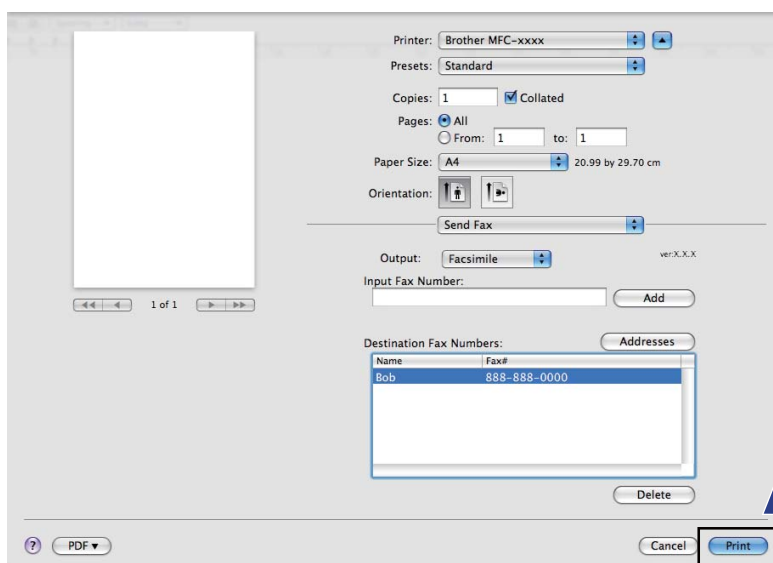 Printer: Brother MFC-xxxx
Presets: Standard
Copies: 1 Collated
Pages: All
From: 1 to: 1
Paper Size: A4 20.99 by 29.70 cm
Orientation:
Send Fax
Output: Facsimile ver:X.X.X
Input Fax Number:
Add
1 of 1
Destination Fax Numbers: Addresses
Name Fax#
Bob 888-888-0000
Delete
? PDF Cancel Print